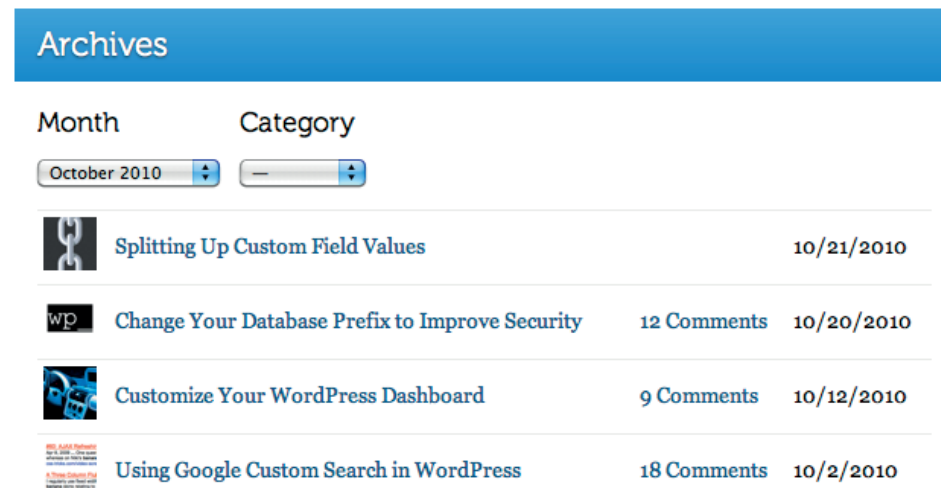 Archives
Month Category
October 2010 —
Splitting Up Custom Field Values 10/21/2010
wp_ Change Your Database Prefix to Improve Security 12 Comments 10/20/2010
Customize Your WordPress Dashboard 9 Comments 10/12/2010
Using Google Custom Search in WordPress 18 Comments 10/2/2010